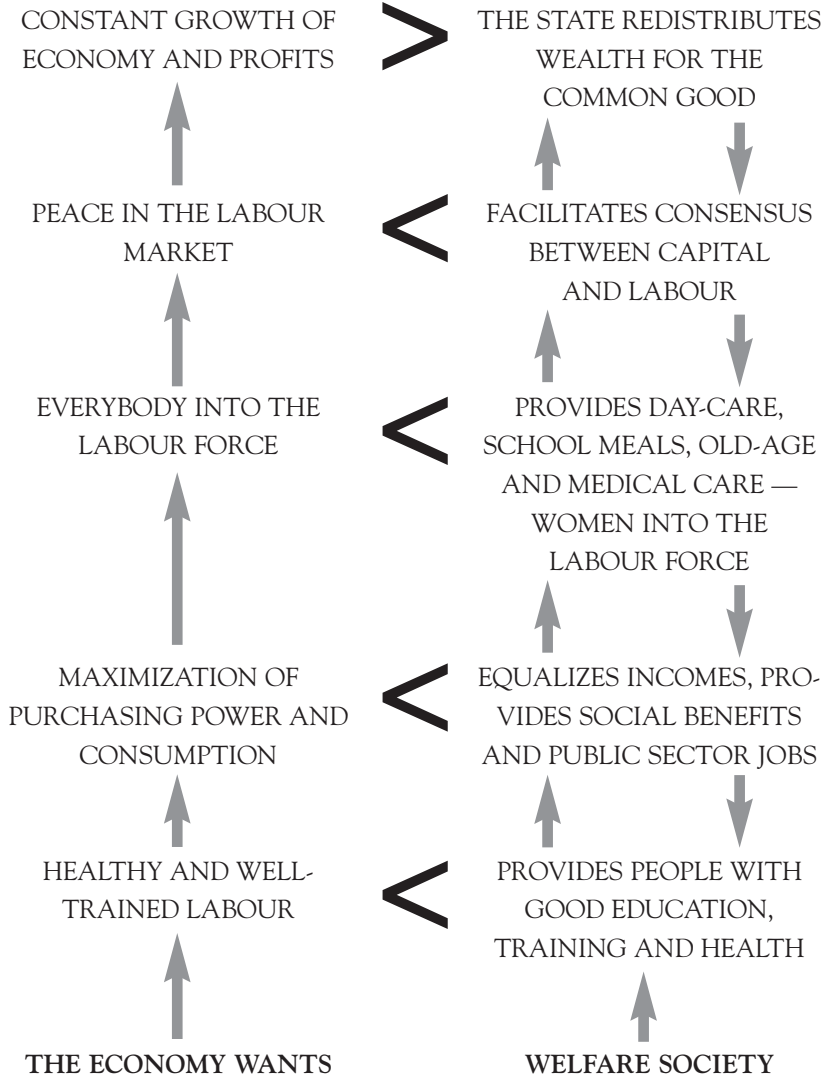 CONSTANT GROWTH OF
ECONOMY AND PROFITS
>
THE STATE REDISTRIBUTES
WEALTH FOR THE
COMMON GOOD
PEACE IN THE LABOUR
MARKET
<
FACILITATES CONSENSUS
BETWEEN CAPITAL
AND LABOUR
EVERYBODY INTO THE
LABOUR FORCE
<
PROVIDES DAY-CARE,
SCHOOL MEALS, OLD-AGE
AND MEDICAL CARE —
WOMEN INTO THE
LABOUR FORCE
MAXIMIZATION OF
PURCHASING POWER AND
CONSUMPTION
<
EQUALIZES INCOMES, PRO-
VIDES SOCIAL BENEFITS
AND PUBLIC SECTOR JOBS
HEALTHY AND WELL-
TRAINED LABOUR
<
PROVIDES PEOPLE WITH
GOOD EDUCATION,
TRAINING AND HEALTH
THE ECONOMY WANTS
WELFARE SOCIETY